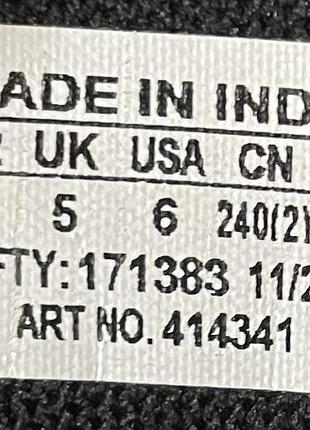 ADE IN IND
UK USA CN
5 6 240(2)
FTY:171383 11/2
ART NO. 414341